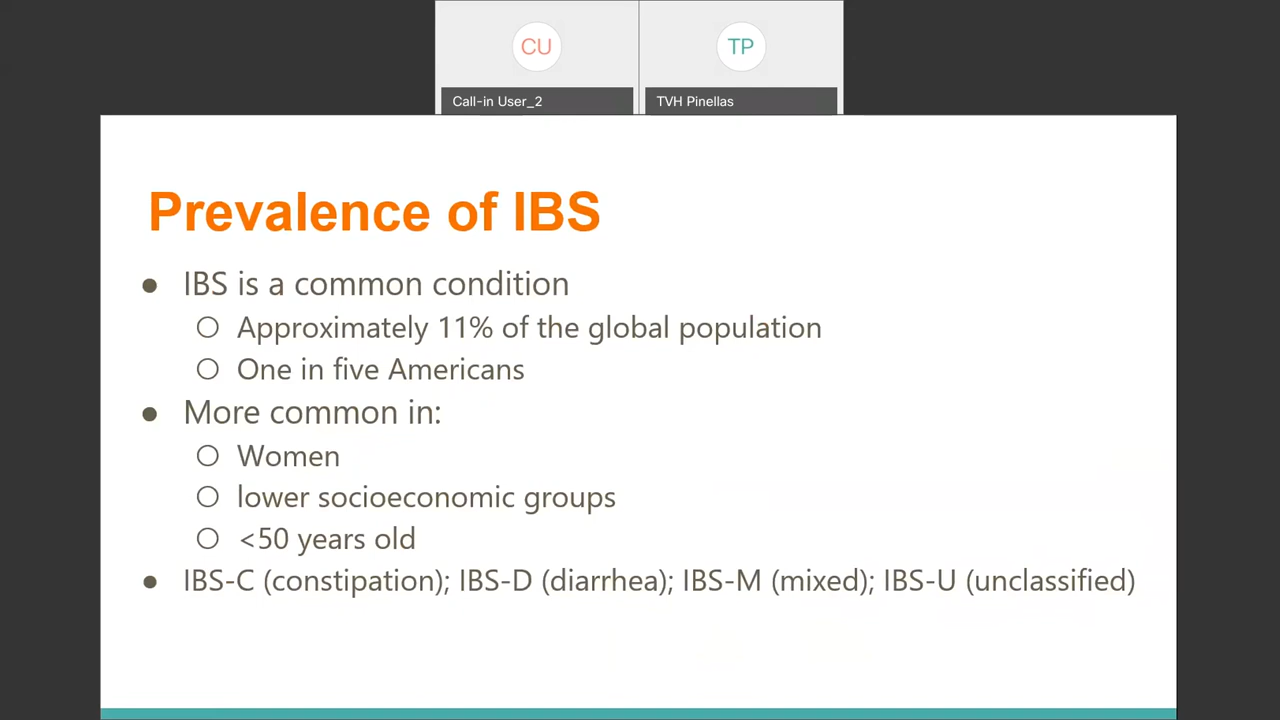 CU
TP
Call-in User_2
TVH Pinellas
Prevalence of IBS
● IBS is a common condition
○ Approximately 11% of the global population
○ One in five Americans
● More common in:
○ Women
○ lower socioeconomic groups
○ <50 years old
● IBS-C (constipation); IBS-D (diarrhea); IBS-M (mixed); IBS-U (unclassified)